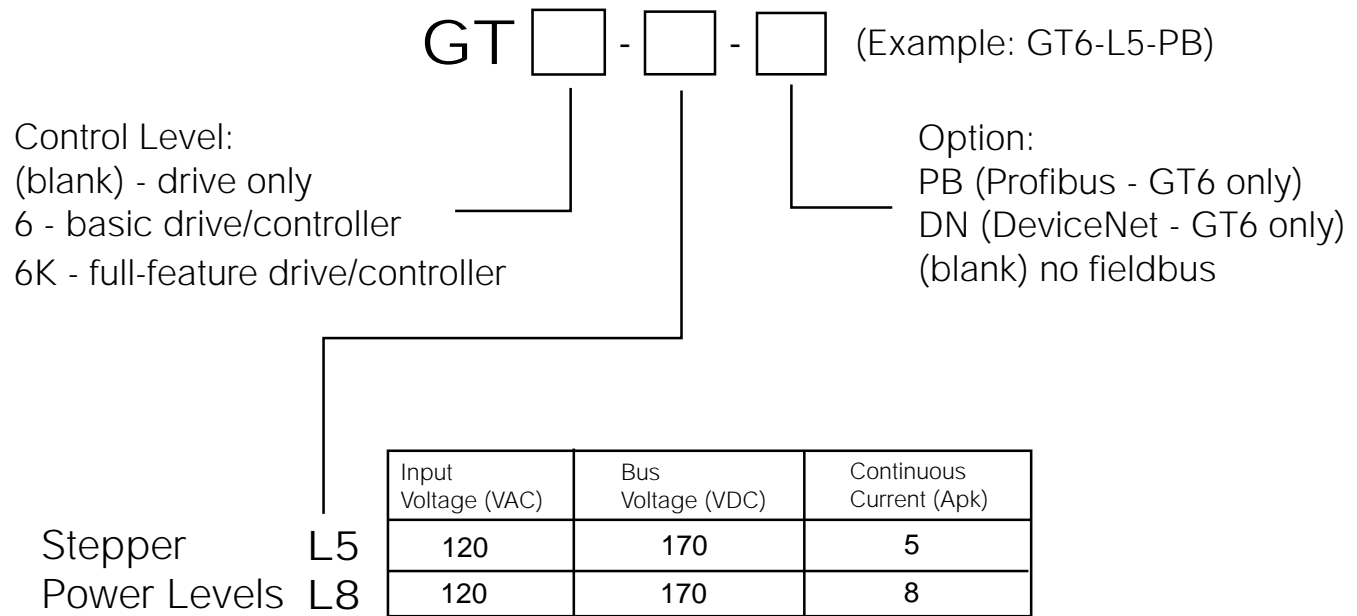 GT - - (Example: GT6-L5-PB)
Control Level:
(blank) - drive only
6 - basic drive/controller
6K - full-feature drive/controller
Option:
PB (Profibus - GT6 only)
DN (DeviceNet - GT6 only)
(blank) no fieldbus
Input Voltage (VAC) Bus Voltage (VDC) Continuous Current (Apk)
Stepper L5 120 170 5
Power Levels L8 120 170 8